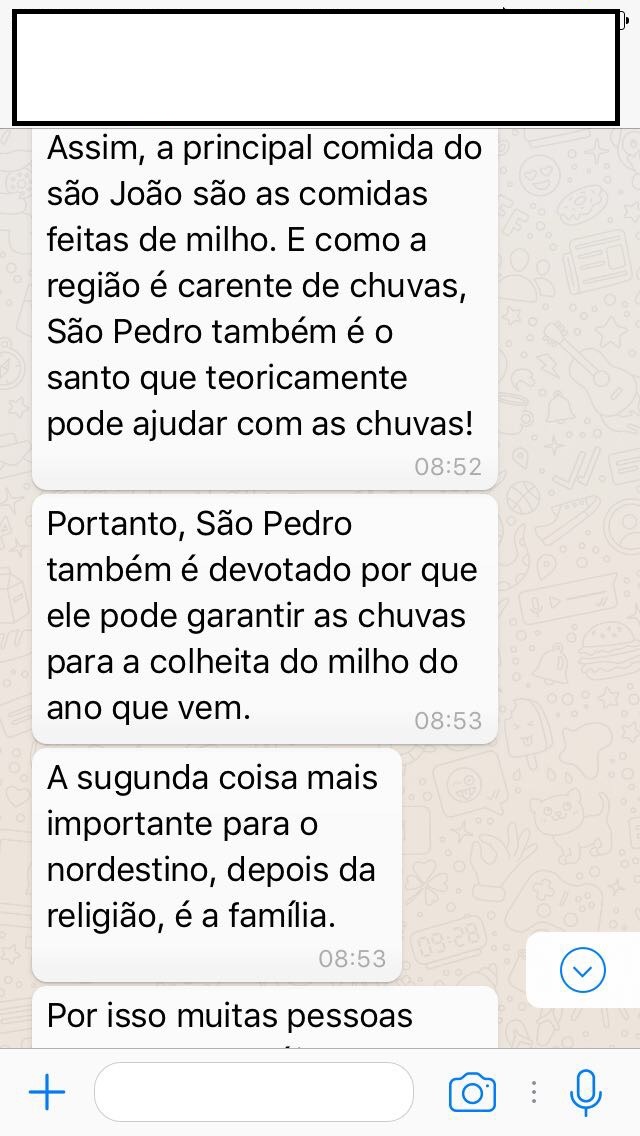 Assim, a principal comida do
são João são as comidas
feitas de milho. E como a
região é carente de chuvas,
São Pedro também é o
santo que teoricamente
pode ajudar com as chuvas!
08:52
Portanto, São Pedro
também é devotado por que
ele pode garantir as chuvas
para a colheita do milho do
ano que vem.
08:53
A sugunda coisa mais
importante para o
nordestino, depois da
religião, é a família.
08:53
Por isso muitas pessoas